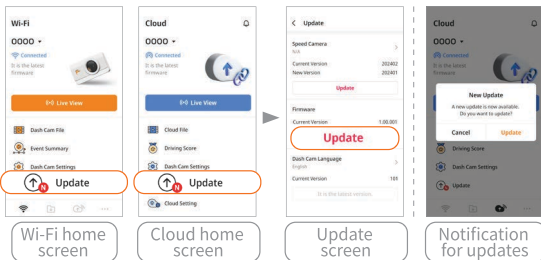 Wi-Fi
OOOO
Connected
It is the latest
firmware
Live View
Dash Cam File
Event Summary
Dash Cam Settings
Update
N
Wi-Fi home
screen
Cloud
OOOO
Connected
It is the latest
firmware
Live View
Cloud File
Driving Score
Dash Cam Settings
Update
N
Cloud Setting
Cloud home
screen
Update
Speed Camera
N/A
Current Version 202402
New Version 202401
Update
Firmware
Current Version 1.00.001
Update
Dash Cam Language
English
Current Version 101
It is the latest version.
Update
screen
Cloud
OOOO
Connected
New Update
A new update is now available.
Do you want to update?
Cancel Update
Driving Score
Dash Cam Settings
Update
Notification
for updates